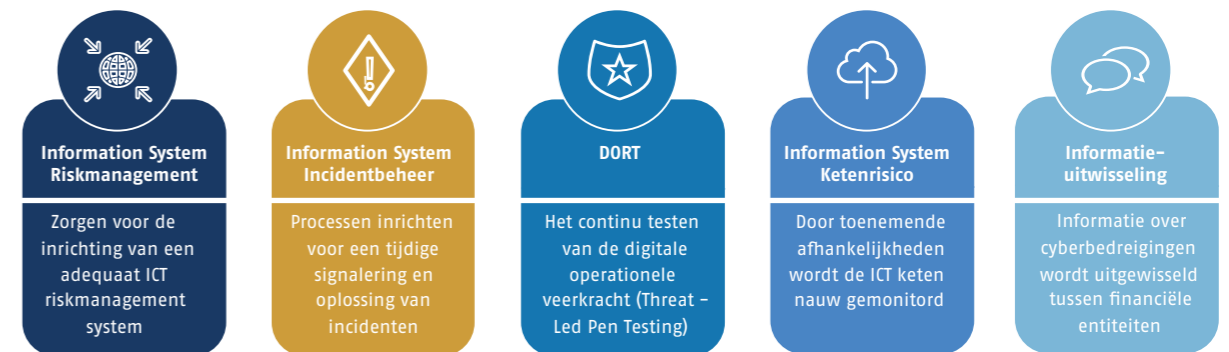 Information System
Riskmanagement
Zorgen voor de
inrichting van een
adequaat ICT
riskmanagement
system
Information System
Incidentbeheer
Processen inrichten
voor een tijdige
signalering en
oplossing van
incidenten
DORT
Het continu testen
van de digitale
operationele
veerkracht (Threat -
Led Pen Testing)
Information System
Ketenrisico
Door toenemende
afhankelijkheden
wordt de ICT keten
nauw gemonitord
Informatie-
uitwisseling
Informatie over
cyberbedreigingen
wordt uitgewisseld
tussen financiële
entiteiten